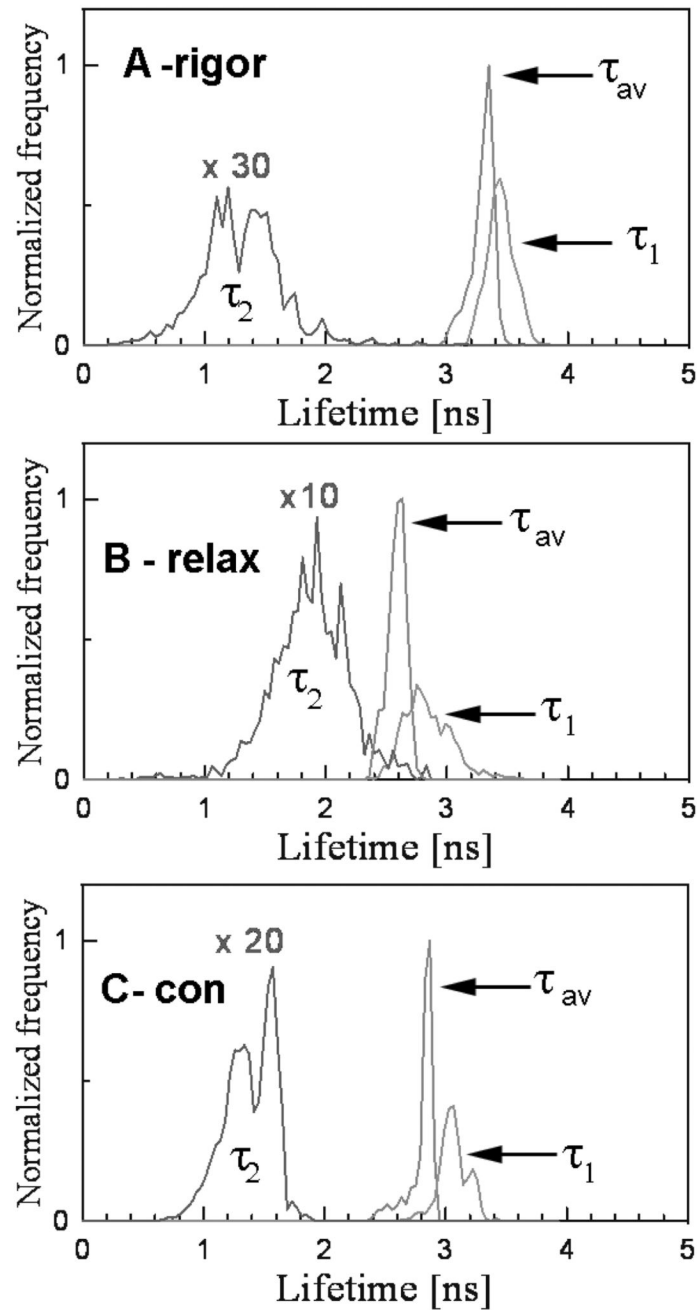 A -rigor
Normalized frequency
1
0
x 30
τ2
τav
τ1
0 1 2 3 4 5
Lifetime [ns]
B - relax
Normalized frequency
1
0
x10
τ2
τav
τ1
0 1 2 3 4 5
Lifetime [ns]
C- con
Normalized frequency
1
0
x 20
τ2
τav
τ1
0 1 2 3 4 5
Lifetime [ns]